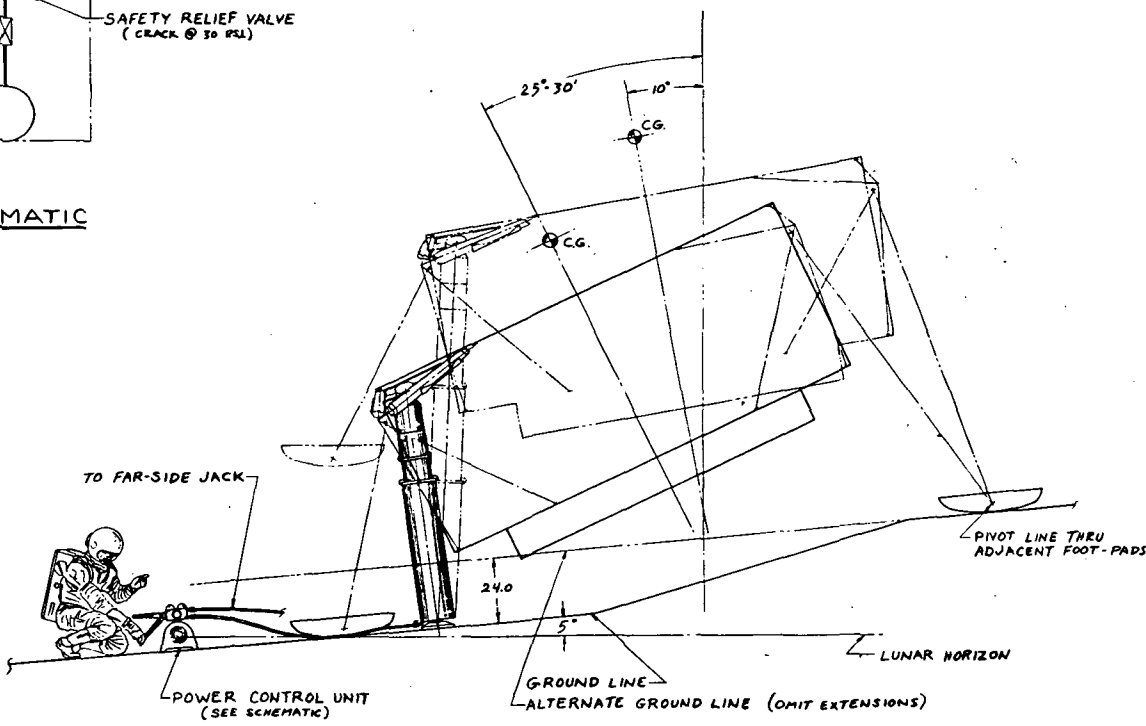 SAFETY RELIEF VALVE
(CRACK @ 30 PSI)
25°-30'
10°
C.G.
MATIC
C.G.
TO FAR-SIDE JACK
PIVOT LINE THRU
ADJACENT FOOT-PADS
24.0
5°
LUNAR HORIZON
POWER CONTROL UNIT
(SEE SCHEMATIC)
GROUND LINE
ALTERNATE GROUND LINE (OMIT EXTENSIONS)